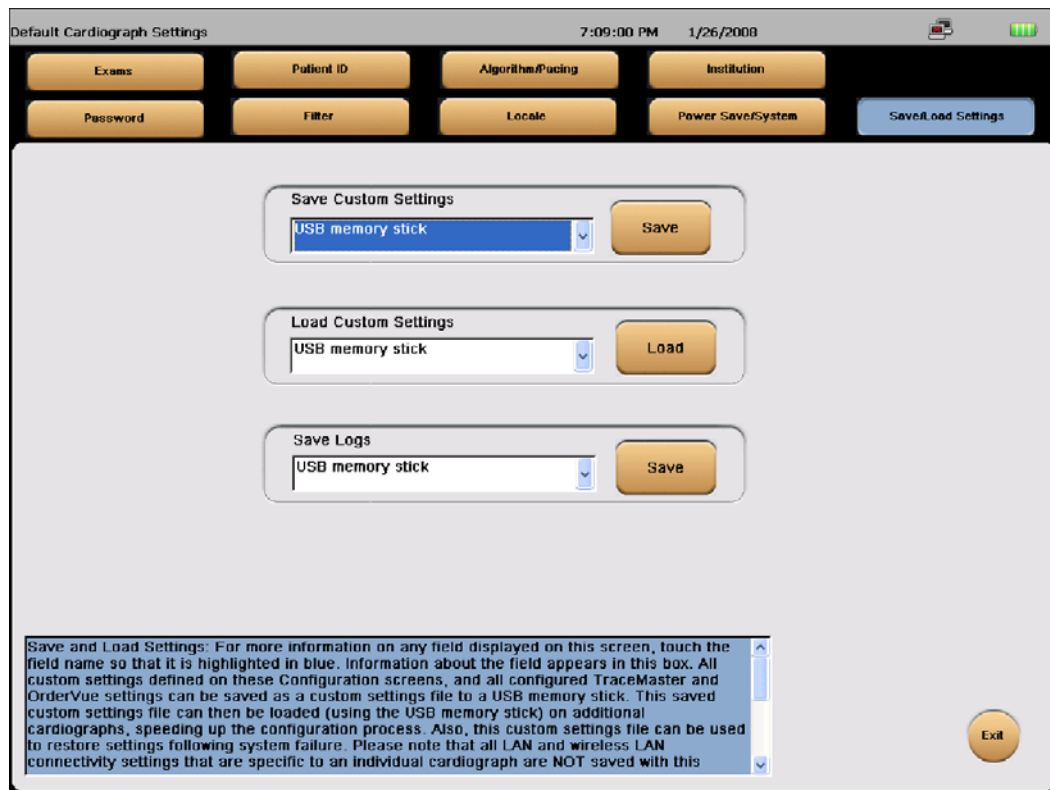 Default Cardiograph Settings 7:09:00 PM 1/26/2008
Exams Patient ID Algorithm/Pacing Institution
Password Filter Locale Power Save/System Save/Load Settings
Save Custom Settings
USB memory stick Save
Load Custom Settings
USB memory stick Load
Save Logs
USB memory stick Save
Save and Load Settings: For more information on any field displayed on this screen, touch the
field name so that it is highlighted in blue. Information about the field appears in this box. All
custom settings defined on these Configuration screens, and all configured TraceMaster and
OrderVue settings can be saved as a custom settings file to a USB memory stick. This saved
custom settings file can then be loaded (using the USB memory stick) on additional
cardiographs, speeding up the configuration process. Also, this custom settings file can be used
to restore settings following system failure. Please note that all LAN and wireless LAN
connectivity settings that are specific to an individual cardiograph are NOT saved with this
Exit